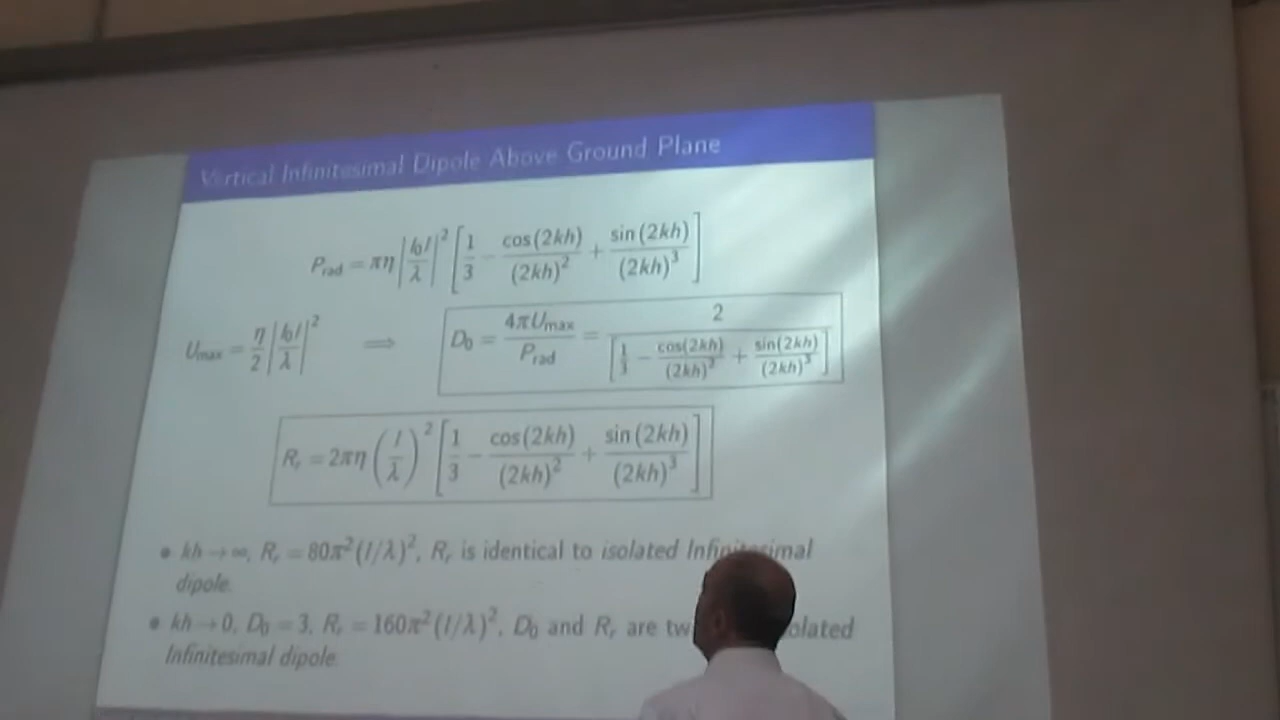 Vertical Infinitesimal Dipole Above Ground Plane
P_rad = πη |I₀l/λ|² [1/3 − cos(2kh)/(2kh)² + sin(2kh)/(2kh)³]
U_max = η/2 |I₀l/λ|² ⟹ D₀ = 4πU_max/P_rad = 2/[1/3 − cos(2kh)/(2kh)² + sin(2kh)/(2kh)³]
R_r = 2πη (l/λ)² [1/3 − cos(2kh)/(2kh)² + sin(2kh)/(2kh)³]
• kh→∞, R_r = 80π²(l/λ)², R_r is identical to isolated Infinitesimal
dipole.
• kh→0, D₀ = 3, R_r = 160π²(l/λ)², D₀ and R_r are
Infinitesimal dipole.